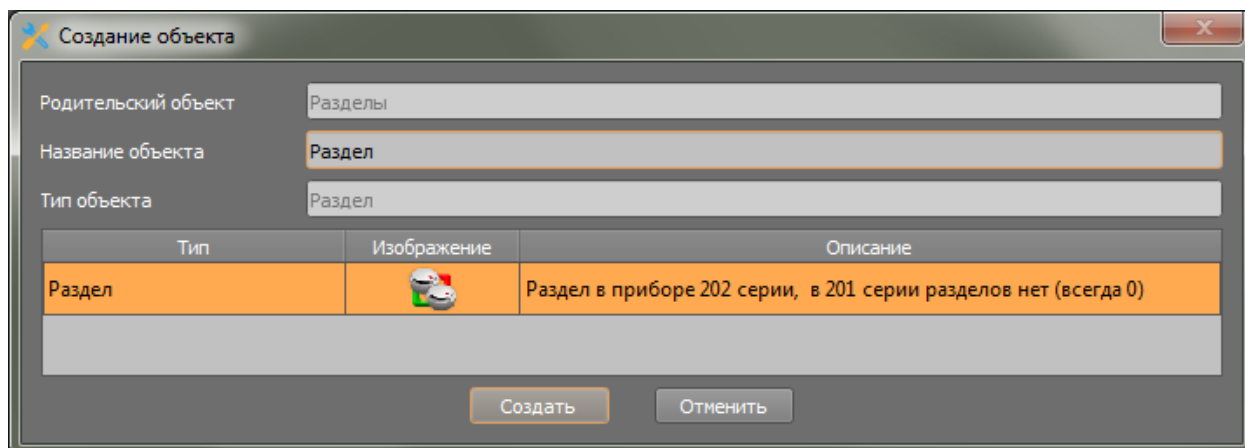 Создание объекта
Родительский объект Разделы
Название объекта Раздел
Тип объекта Раздел
Тип Изображение Описание
Раздел Раздел в приборе 202 серии, в 201 серии разделов нет (всегда 0)
Создать Отменить